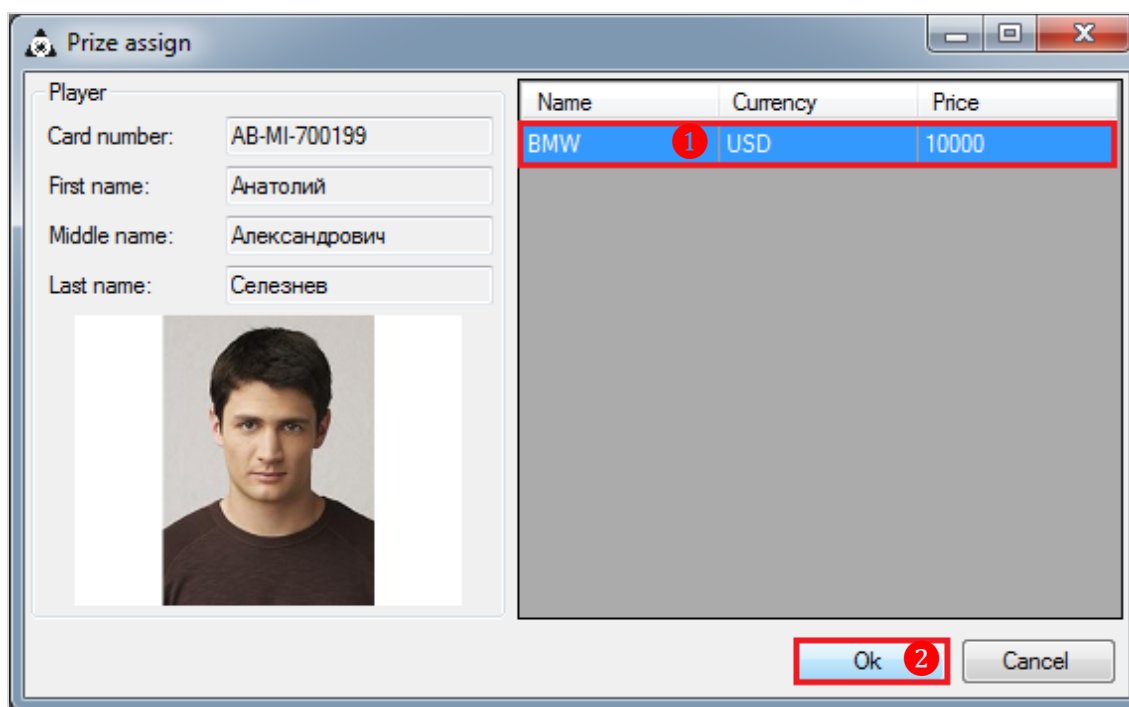 Prize assign
Player
Card number: AB-MI-700199
First name: Анатолий
Middle name: Александрович
Last name: Селезнев
Name Currency Price
BMW 1 USD 10000
Ok 2 Cancel